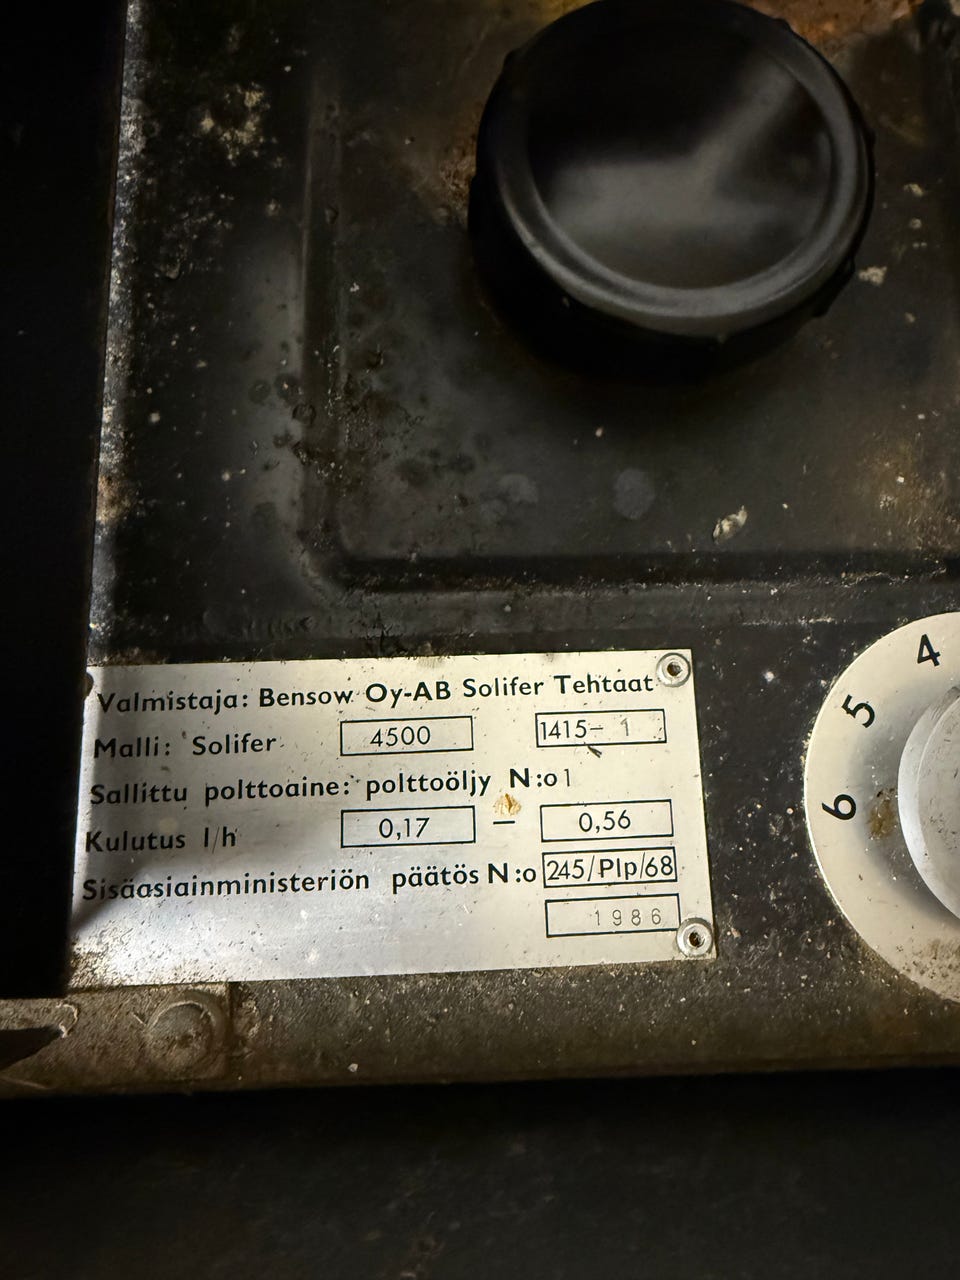 Valmistaja: Bensow Oy-AB Solifer Tehtaat
Malli: Solifer 4500 1415- 1
Sallittu polttoaine: polttoöljy N:o 1
Kulutus l/h 0,17 — 0,56
Sisäasiainministeriön päätös N:o 245/Plp/68
1986
4
5
6